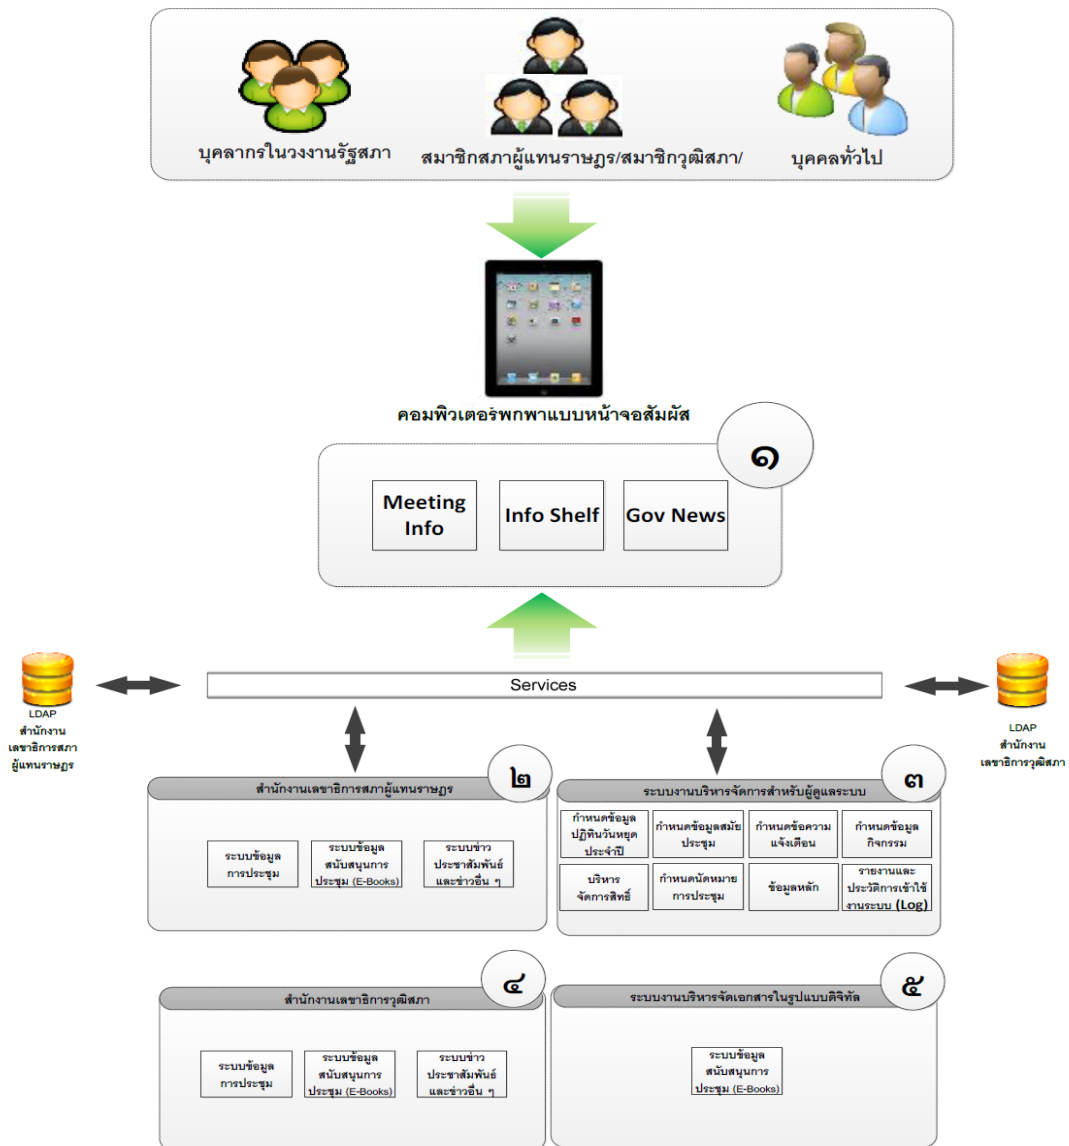 บุคลากรในวงงานรัฐสภา
สมาชิกสภาผู้แทนราษฎร/สมาชิกวุฒิสภา/
บุคคลทั่วไป
คอมพิวเตอร์พกพาแบบหน้าจอสัมผัส
๑
Meeting
Info
Info Shelf
Gov News
Services
LDAP
สำนักงาน
เลขาธิการสภา
ผู้แทนราษฎร
LDAP
สำนักงาน
เลขาธิการวุฒิสภา
๒
สำนักงานเลขาธิการสภาผู้แทนราษฎร
ระบบข้อมูล
การประชุม
ระบบข้อมูล
สนับสนุนการ
ประชุม (E-Books)
ระบบข่าว
ประชาสัมพันธ์
และข่าวอื่น ๆ
๓
ระบบงานบริหารจัดการสำหรับผู้ดูแลระบบ
กำหนดข้อมูล
ปฏิทินวันหยุด
ประจำปี
กำหนดข้อมูลสมัย
ประชุม
กำหนดข้อความ
แจ้งเตือน
กำหนดข้อมูล
กิจกรรม
บริหาร
จัดการสิทธิ์
กำหนดนัดหมาย
การประชุม
ข้อมูลหลัก
รายงานและ
ประวัติการเข้าใช้
งานระบบ (Log)
๔
สำนักงานเลขาธิการวุฒิสภา
ระบบข้อมูล
การประชุม
ระบบข้อมูล
สนับสนุนการ
ประชุม (E-Books)
ระบบข่าว
ประชาสัมพันธ์
และข่าวอื่น ๆ
๕
ระบบงานบริหารจัดเอกสารในรูปแบบดิจิทัล
ระบบข้อมูล
สนับสนุนการ
ประชุม (E-Books)